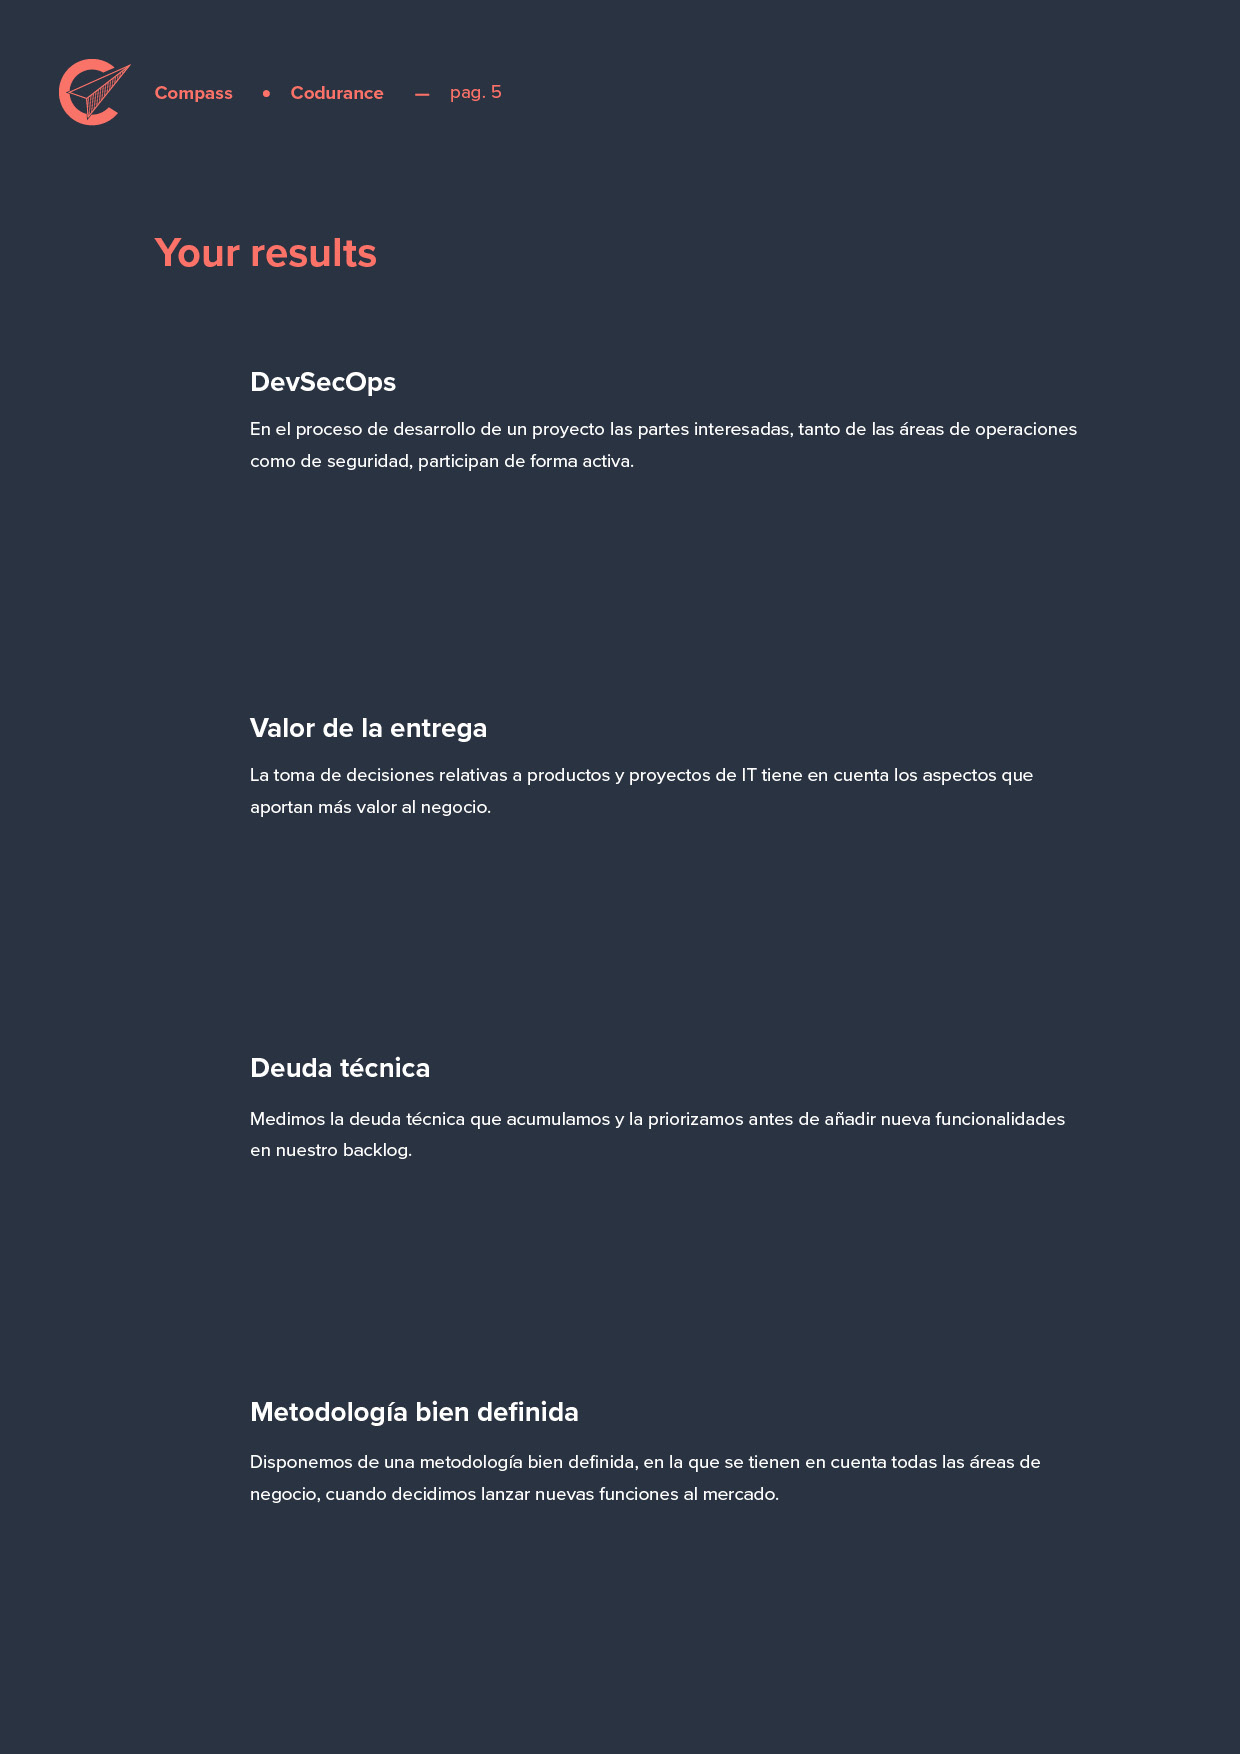 Compass • Codurance — pag. 5
Your results
DevSecOps
En el proceso de desarrollo de un proyecto las partes interesadas, tanto de las áreas de operaciones
como de seguridad, participan de forma activa.
Valor de la entrega
La toma de decisiones relativas a productos y proyectos de IT tiene en cuenta los aspectos que
aportan más valor al negocio.
Deuda técnica
Medimos la deuda técnica que acumulamos y la priorizamos antes de añadir nueva funcionalidades
en nuestro backlog.
Metodología bien definida
Disponemos de una metodología bien definida, en la que se tienen en cuenta todas las áreas de
negocio, cuando decidimos lanzar nuevas funciones al mercado.